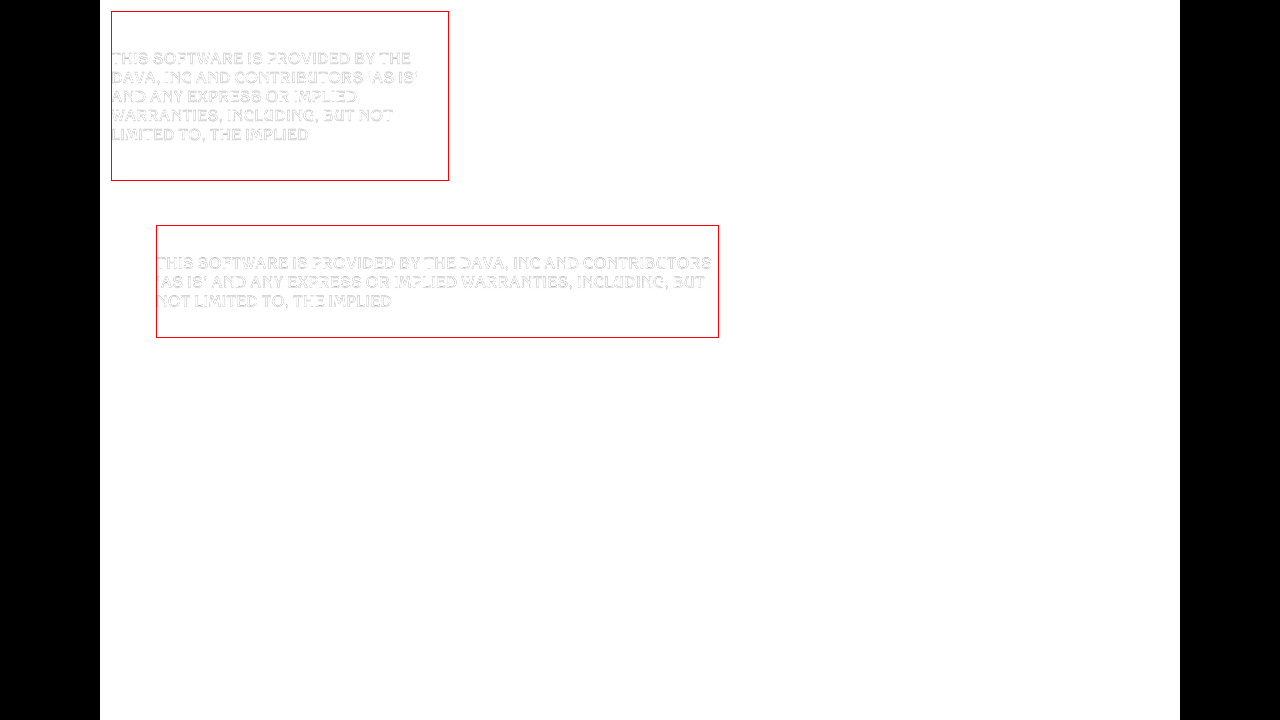 THIS SOFTWARE IS PROVIDED BY THE
DAVA, INC AND CONTRIBUTORS 'AS IS'
AND ANY EXPRESS OR IMPLIED
WARRANTIES, INCLUDING, BUT NOT
LIMITED TO, THE IMPLIED
THIS SOFTWARE IS PROVIDED BY THE DAVA, INC AND CONTRIBUTORS
'AS IS' AND ANY EXPRESS OR IMPLIED WARRANTIES, INCLUDING, BUT
NOT LIMITED TO, THE IMPLIED